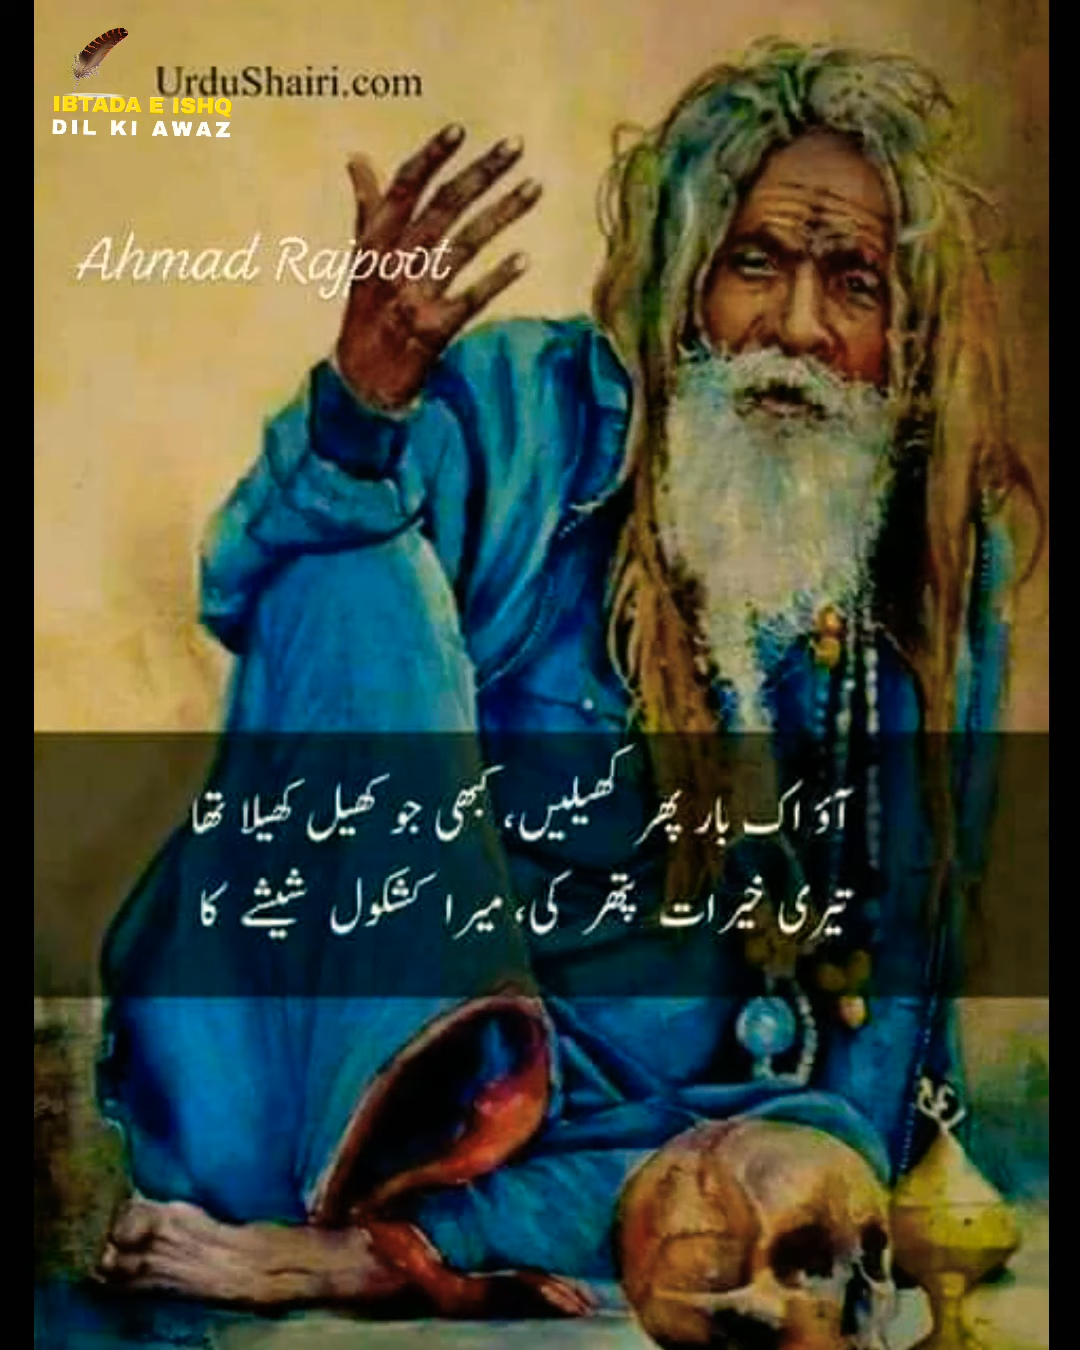 UrduShairi.com
IBTADA E ISHQ
DIL KI AWAZ
Ahmad Rajpoot
آؤ اک بار پھر کھیلیں، کبھی جو کھیل کھیلا تھا
تیری خیرات پتھر کی، میرا کشکول شیشے کا